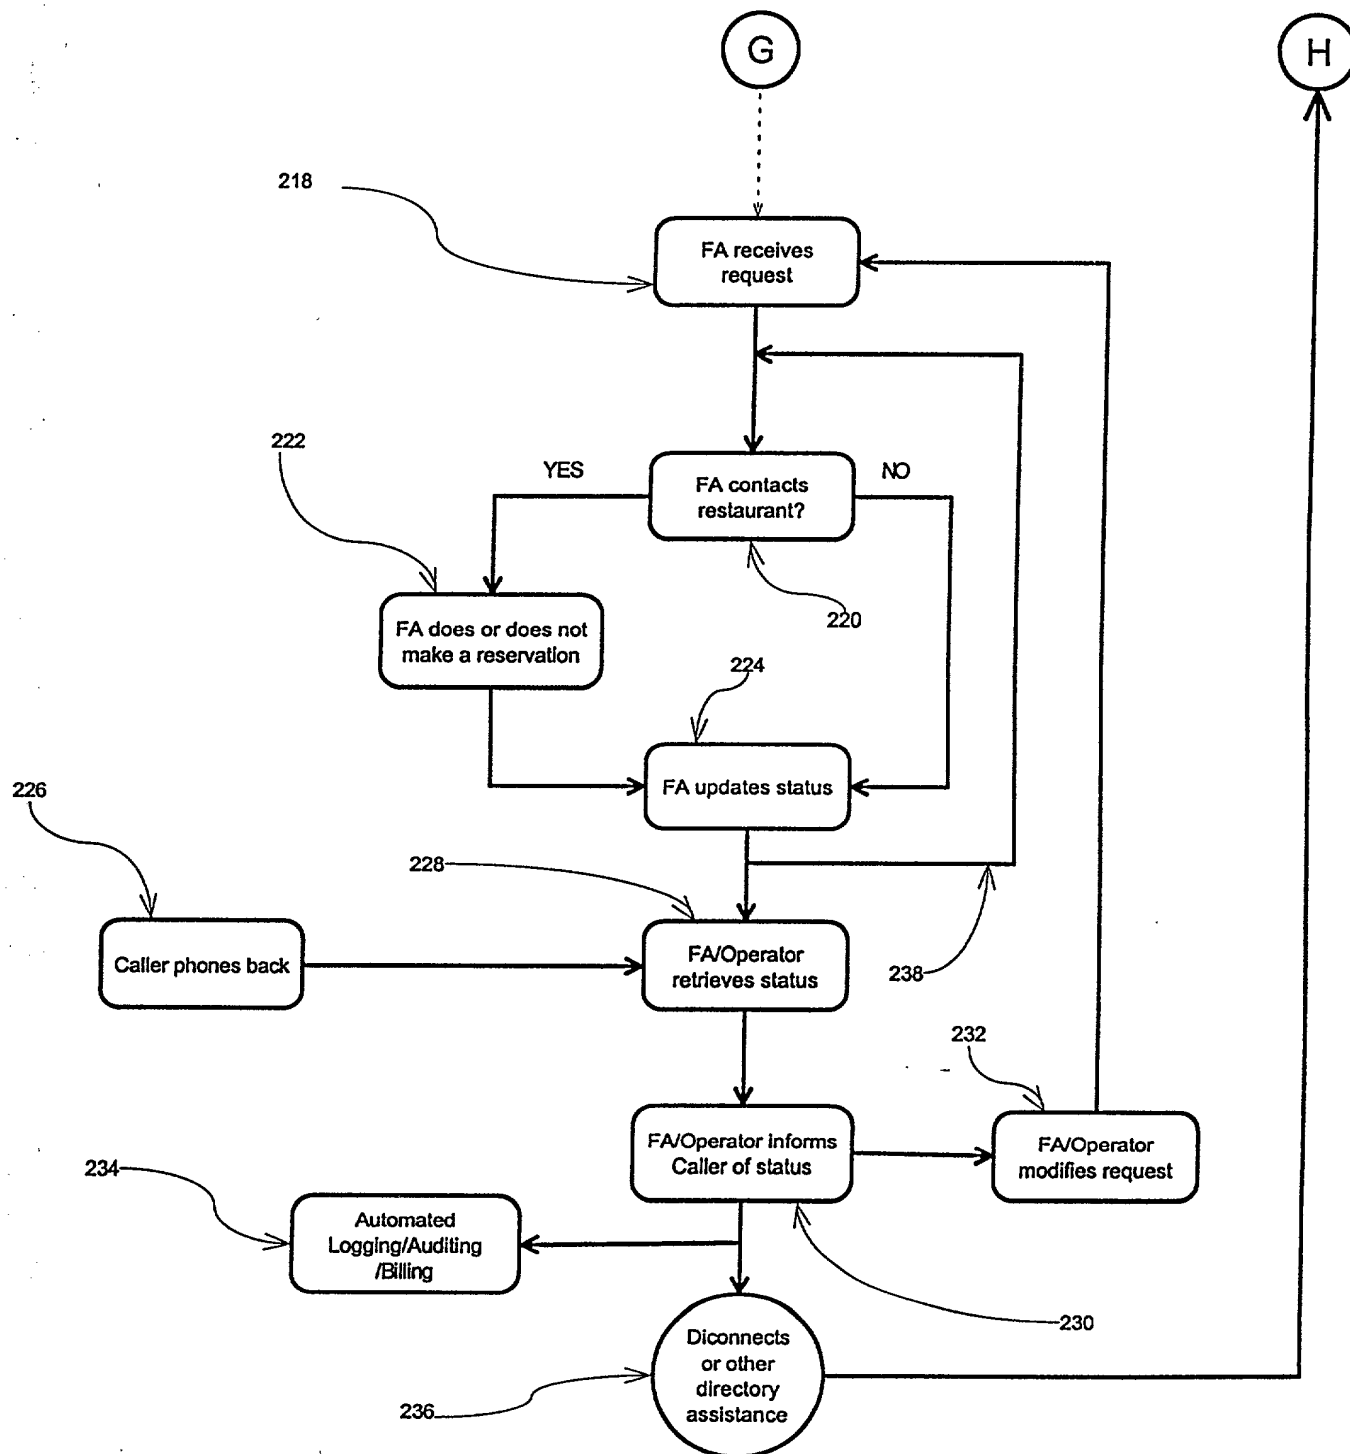 G
H
218
FA receives
request
222
YES
FA contacts
restaurant?
NO
220
FA does or does not
make a reservation
224
FA updates status
226
228
Caller phones back
FA/Operator
retrieves status
238
232
FA/Operator informs
Caller of status
FA/Operator
modifies request
234
Automated
Logging/Auditing
/Billing
230
Diconnects
or other
directory
assistance
236